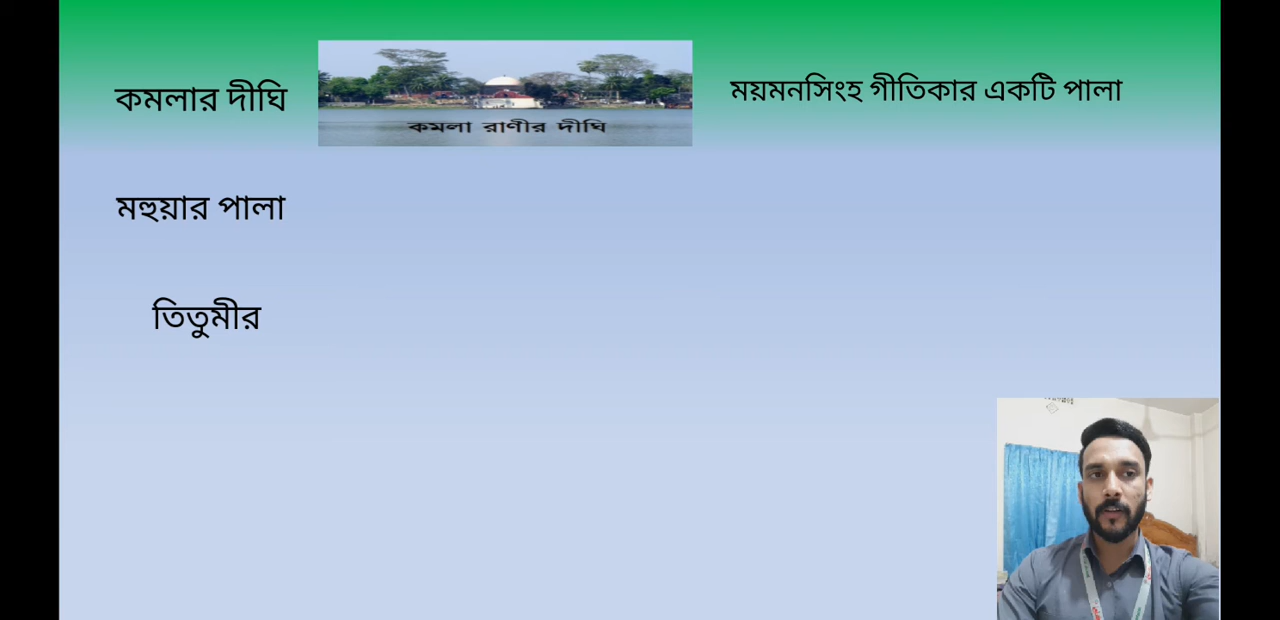 কমলার দীঘি
কমলা রাণীর দীঘি
ময়মনসিংহ গীতিকার একটি পালা
মহুয়ার পালা
তিতুমীর